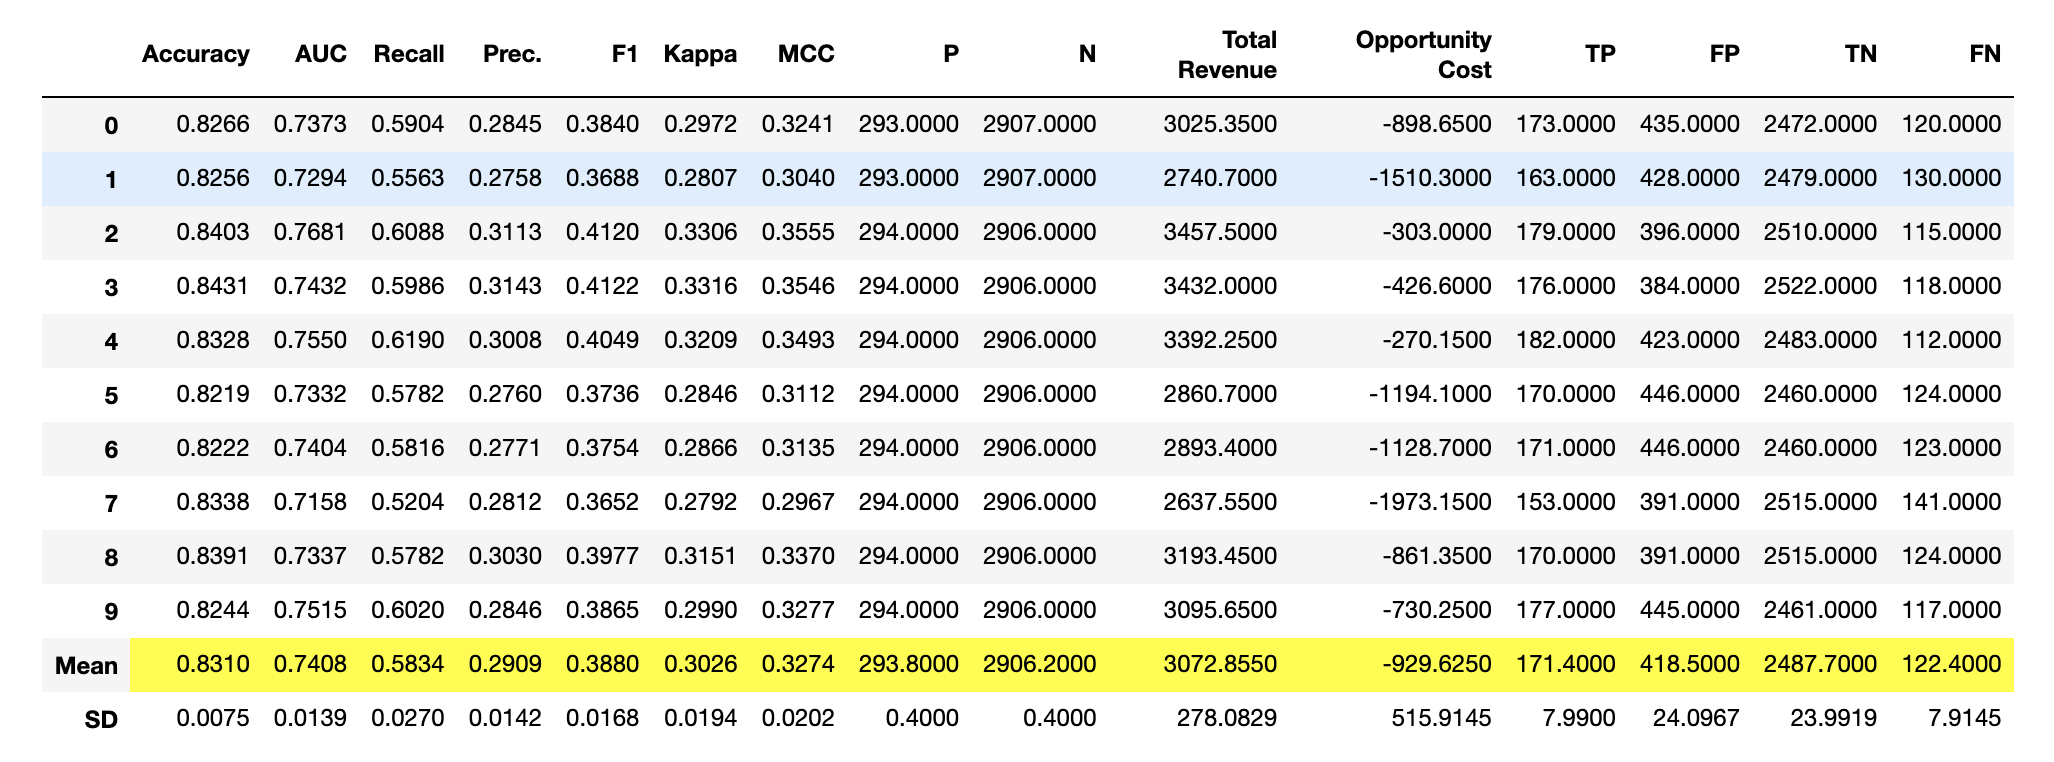 Accuracy AUC Recall Prec. F1 Kappa MCC P N Total Revenue Opportunity Cost TP FP TN FN
0 0.8266 0.7373 0.5904 0.2845 0.3840 0.2972 0.3241 293.0000 2907.0000 3025.3500 -898.6500 173.0000 435.0000 2472.0000 120.0000
1 0.8256 0.7294 0.5563 0.2758 0.3688 0.2807 0.3040 293.0000 2907.0000 2740.7000 -1510.3000 163.0000 428.0000 2479.0000 130.0000
2 0.8403 0.7681 0.6088 0.3113 0.4120 0.3306 0.3555 294.0000 2906.0000 3457.5000 -303.0000 179.0000 396.0000 2510.0000 115.0000
3 0.8431 0.7432 0.5986 0.3143 0.4122 0.3316 0.3546 294.0000 2906.0000 3432.0000 -426.6000 176.0000 384.0000 2522.0000 118.0000
4 0.8328 0.7550 0.6190 0.3008 0.4049 0.3209 0.3493 294.0000 2906.0000 3392.2500 -270.1500 182.0000 423.0000 2483.0000 112.0000
5 0.8219 0.7332 0.5782 0.2760 0.3736 0.2846 0.3112 294.0000 2906.0000 2860.7000 -1194.1000 170.0000 446.0000 2460.0000 124.0000
6 0.8222 0.7404 0.5816 0.2771 0.3754 0.2866 0.3135 294.0000 2906.0000 2893.4000 -1128.7000 171.0000 446.0000 2460.0000 123.0000
7 0.8338 0.7158 0.5204 0.2812 0.3652 0.2792 0.2967 294.0000 2906.0000 2637.5500 -1973.1500 153.0000 391.0000 2515.0000 141.0000
8 0.8391 0.7337 0.5782 0.3030 0.3977 0.3151 0.3370 294.0000 2906.0000 3193.4500 -861.3500 170.0000 391.0000 2515.0000 124.0000
9 0.8244 0.7515 0.6020 0.2846 0.3865 0.2990 0.3277 294.0000 2906.0000 3095.6500 -730.2500 177.0000 445.0000 2461.0000 117.0000
Mean 0.8310 0.7408 0.5834 0.2909 0.3880 0.3026 0.3274 293.8000 2906.2000 3072.8550 -929.6250 171.4000 418.5000 2487.7000 122.4000
SD 0.0075 0.0139 0.0270 0.0142 0.0168 0.0194 0.0202 0.4000 0.4000 278.0829 515.9145 7.9900 24.0967 23.9919 7.9145